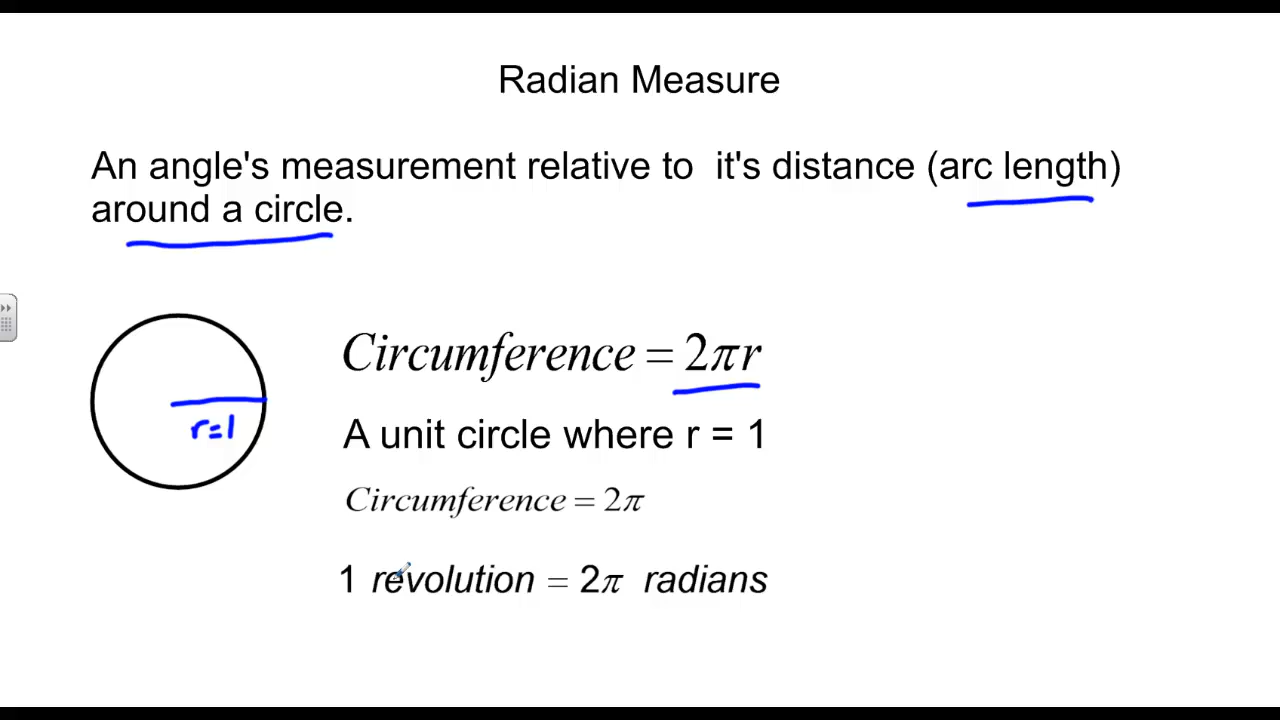 Radian Measure
An angle's measurement relative to it's distance (arc length)
around a circle.
Circumference = 2πr
r=1
A unit circle where r = 1
Circumference = 2π
1 revolution = 2π radians